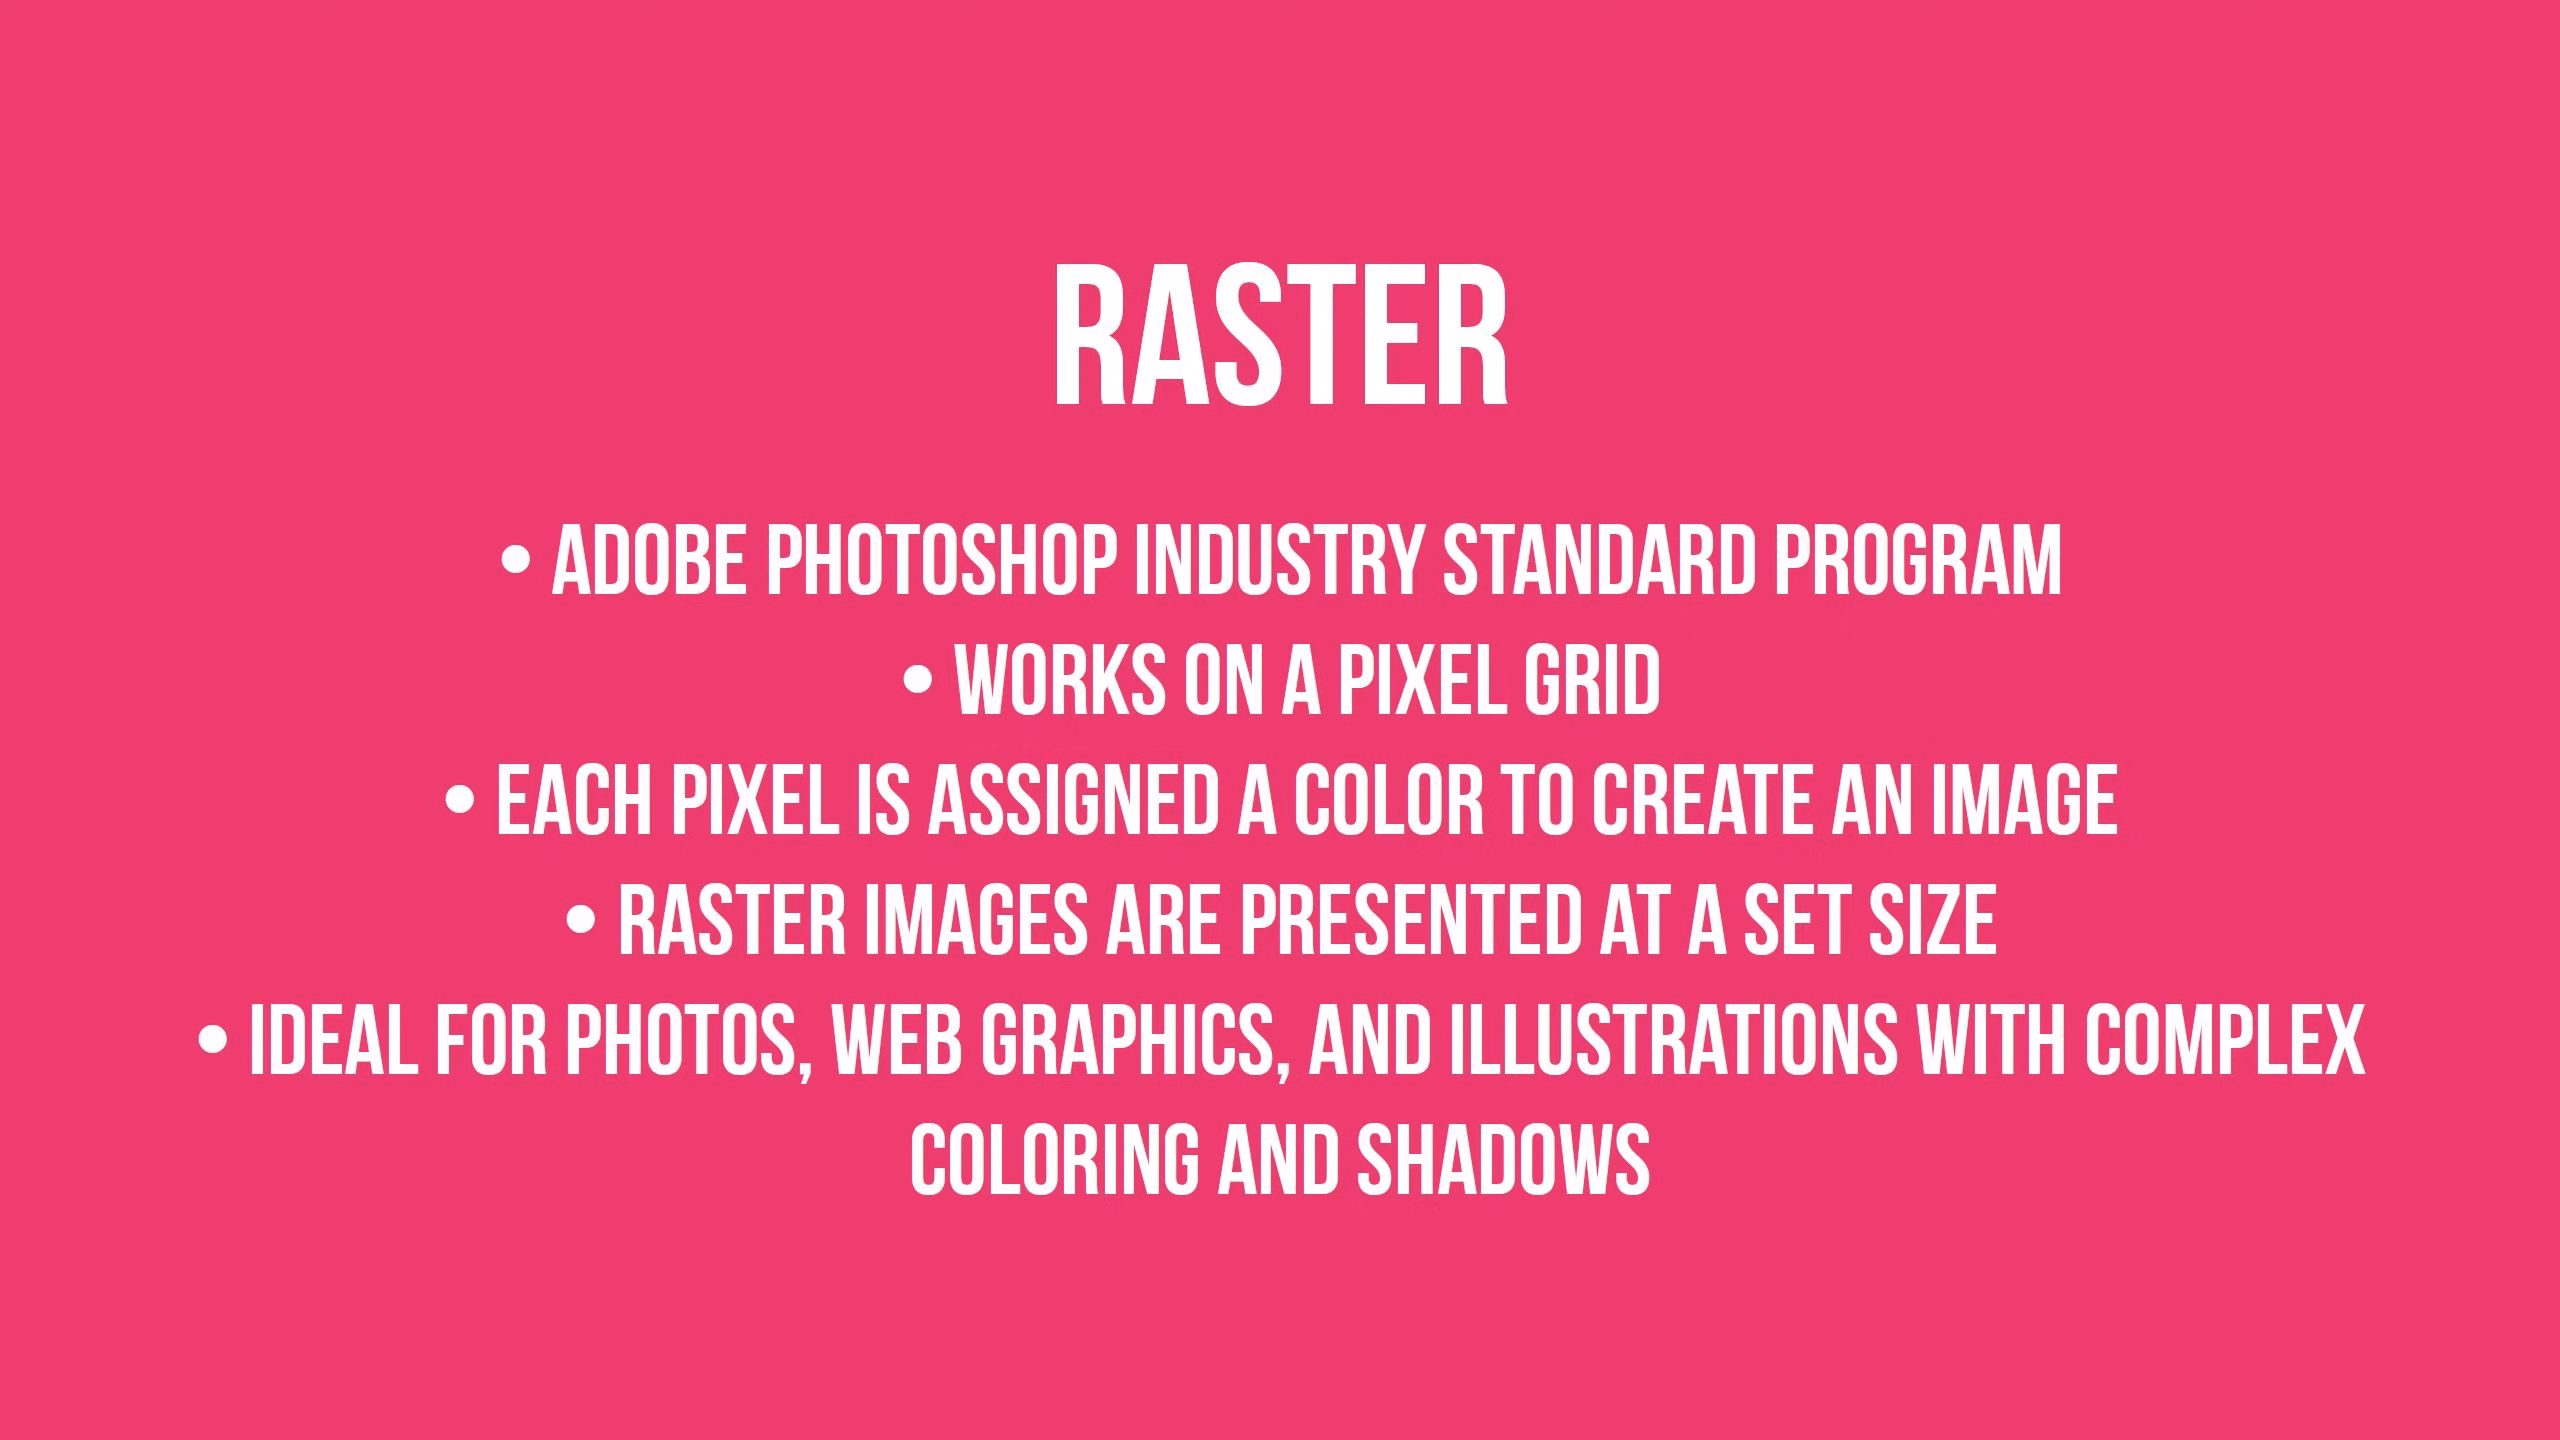 RASTER
• ADOBE PHOTOSHOP INDUSTRY STANDARD PROGRAM
• WORKS ON A PIXEL GRID
• EACH PIXEL IS ASSIGNED A COLOR TO CREATE AN IMAGE
• RASTER IMAGES ARE PRESENTED AT A SET SIZE
• IDEAL FOR PHOTOS, WEB GRAPHICS, AND ILLUSTRATIONS WITH COMPLEX
COLORING AND SHADOWS